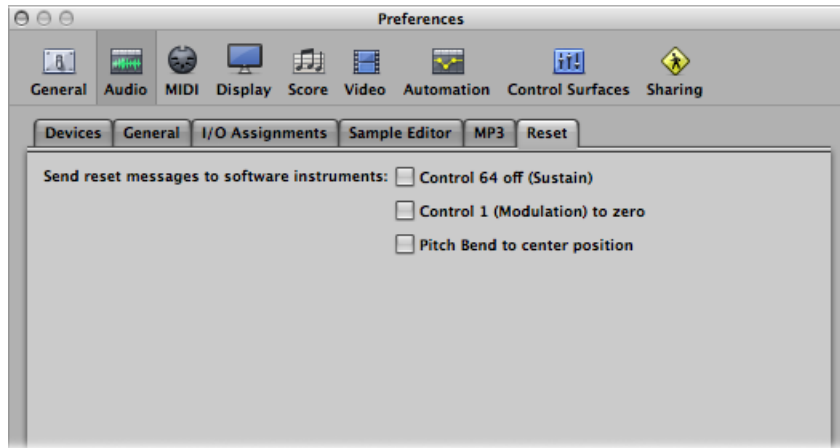 Preferences
General Audio MIDI Display Score Video Automation Control Surfaces Sharing
Devices General I/O Assignments Sample Editor MP3 Reset
Send reset messages to software instruments: Control 64 off (Sustain)
Control 1 (Modulation) to zero
Pitch Bend to center position